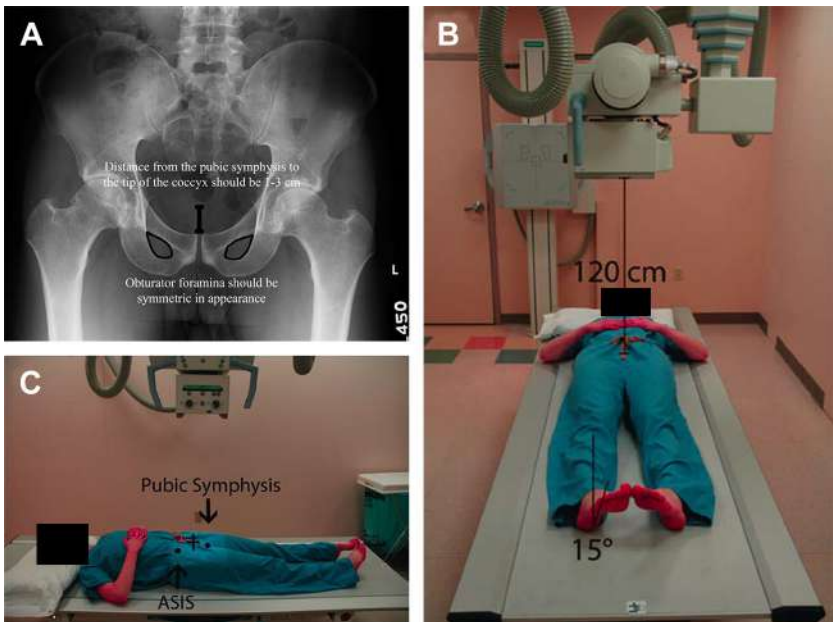 A
Distance from the pubic symphysis to
the tip of the coccyx should be 1-3 cm
Obturator foramina should be
symmetric in appearance
L
450
B
120 cm
15°
C
Pubic Symphysis
ASIS